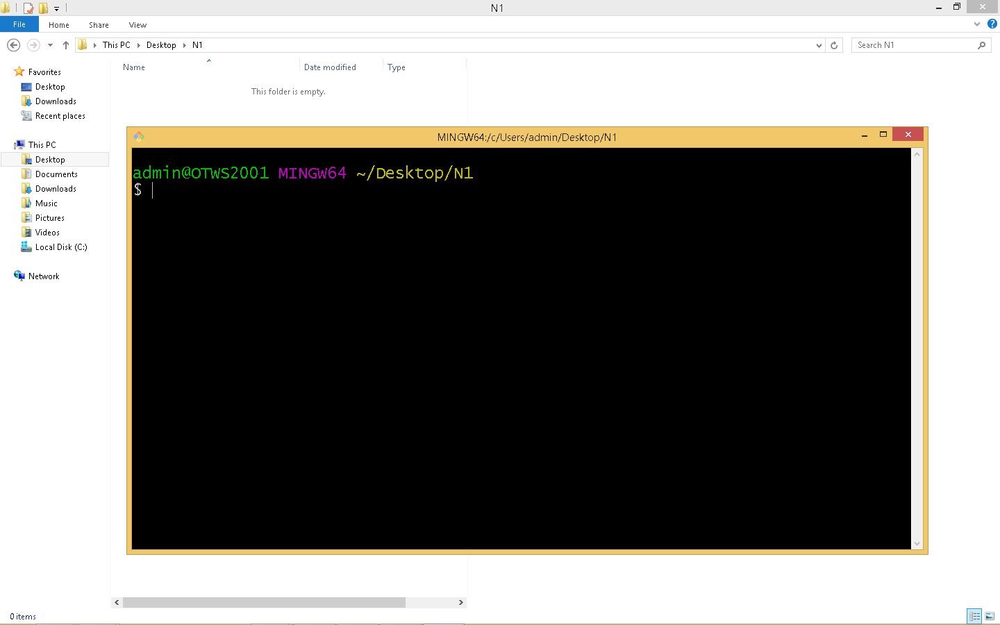 N1
File Home Share View
This PC Desktop N1
Search N1
Name Date modified Type
This folder is empty.
Favorites
Desktop
Downloads
Recent places
This PC
Desktop
Documents
Downloads
Music
Pictures
Videos
Local Disk (C:)
Network
MINGW64:/c/Users/admin/Desktop/N1
admin@OTWS2001 MINGW64 ~/Desktop/N1
$
0 items